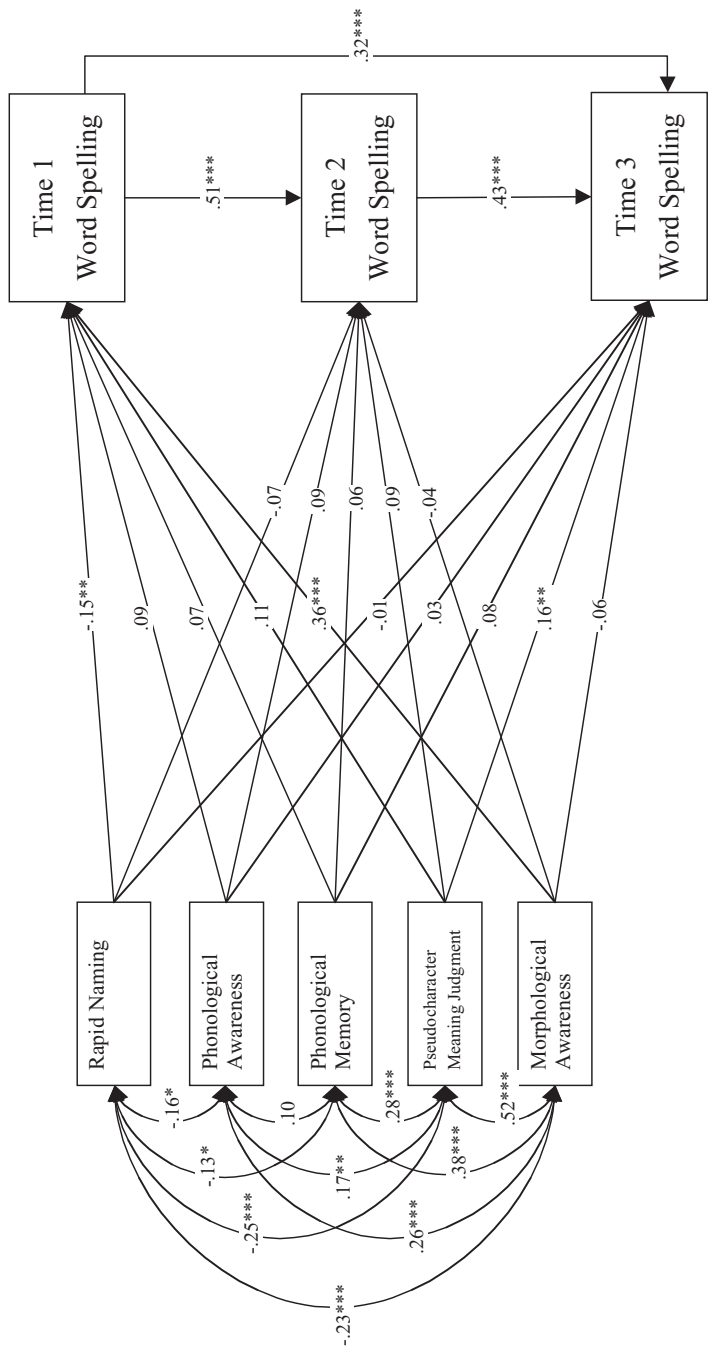 Time 1
Word Spelling
Time 2
Word Spelling
Time 3
Word Spelling
.51***
.43***
.32***
-.15**
.09
.07
.11
.36***
-.07
.09
.06
.09
-.04
-.01
.03
.08
.16**
-.06
Rapid Naming
Phonological
Awareness
Phonological
Memory
Pseudocharacter
Meaning Judgment
Morphological
Awareness
-.16*
.10
.28***
.52***
-.13*
.17**
.38***
-.25***
.26***
-.23***